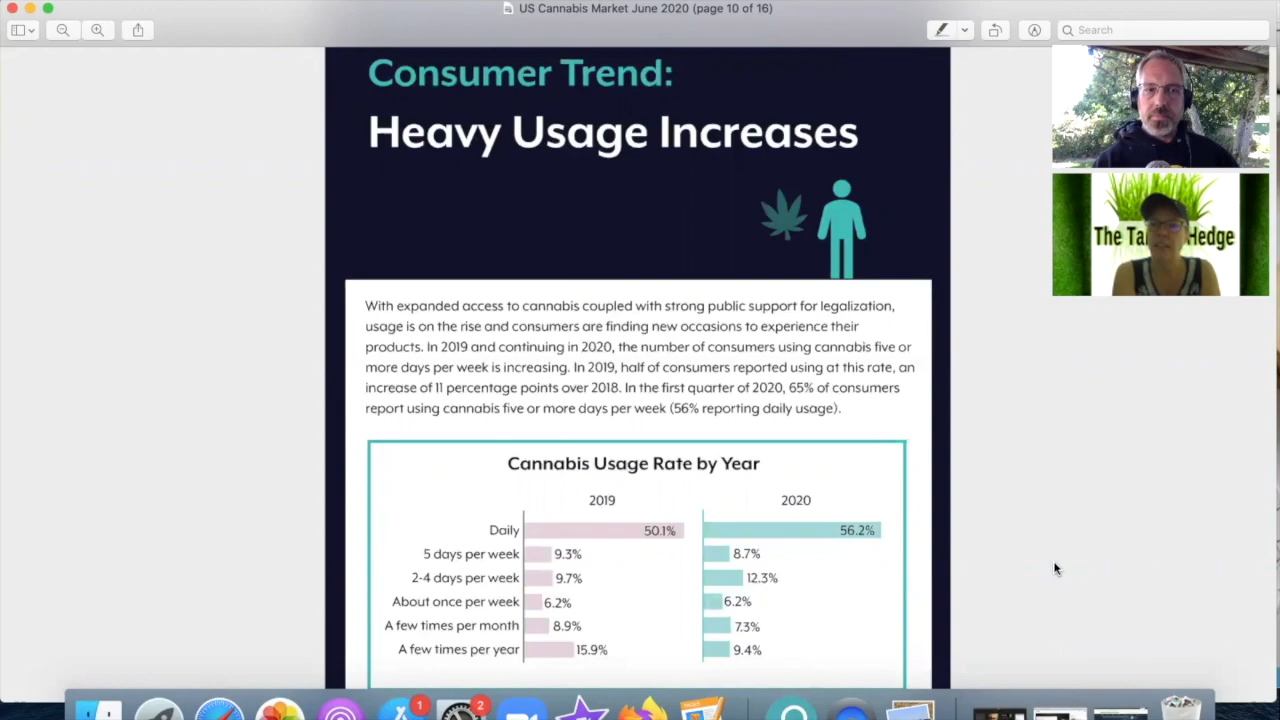 US Cannabis Market June 2020 (page 10 of 16)
Search
Consumer Trend:
Heavy Usage Increases
The Ta Hedge
With expanded access to cannabis coupled with strong public support for legalization,
usage is on the rise and consumers are finding new occasions to experience their
products. In 2019 and continuing in 2020, the number of consumers using cannabis five or
more days per week is increasing. In 2019, half of consumers reported using at this rate, an
increase of 11 percentage points over 2018. In the first quarter of 2020, 65% of consumers
report using cannabis five or more days per week (56% reporting daily usage).
Cannabis Usage Rate by Year
2019 2020
Daily 50.1% 56.2%
5 days per week 9.3% 8.7%
2-4 days per week 9.7% 12.3%
About once per week 6.2% 6.2%
A few times per month 8.9% 7.3%
A few times per year 15.9% 9.4%
1 2